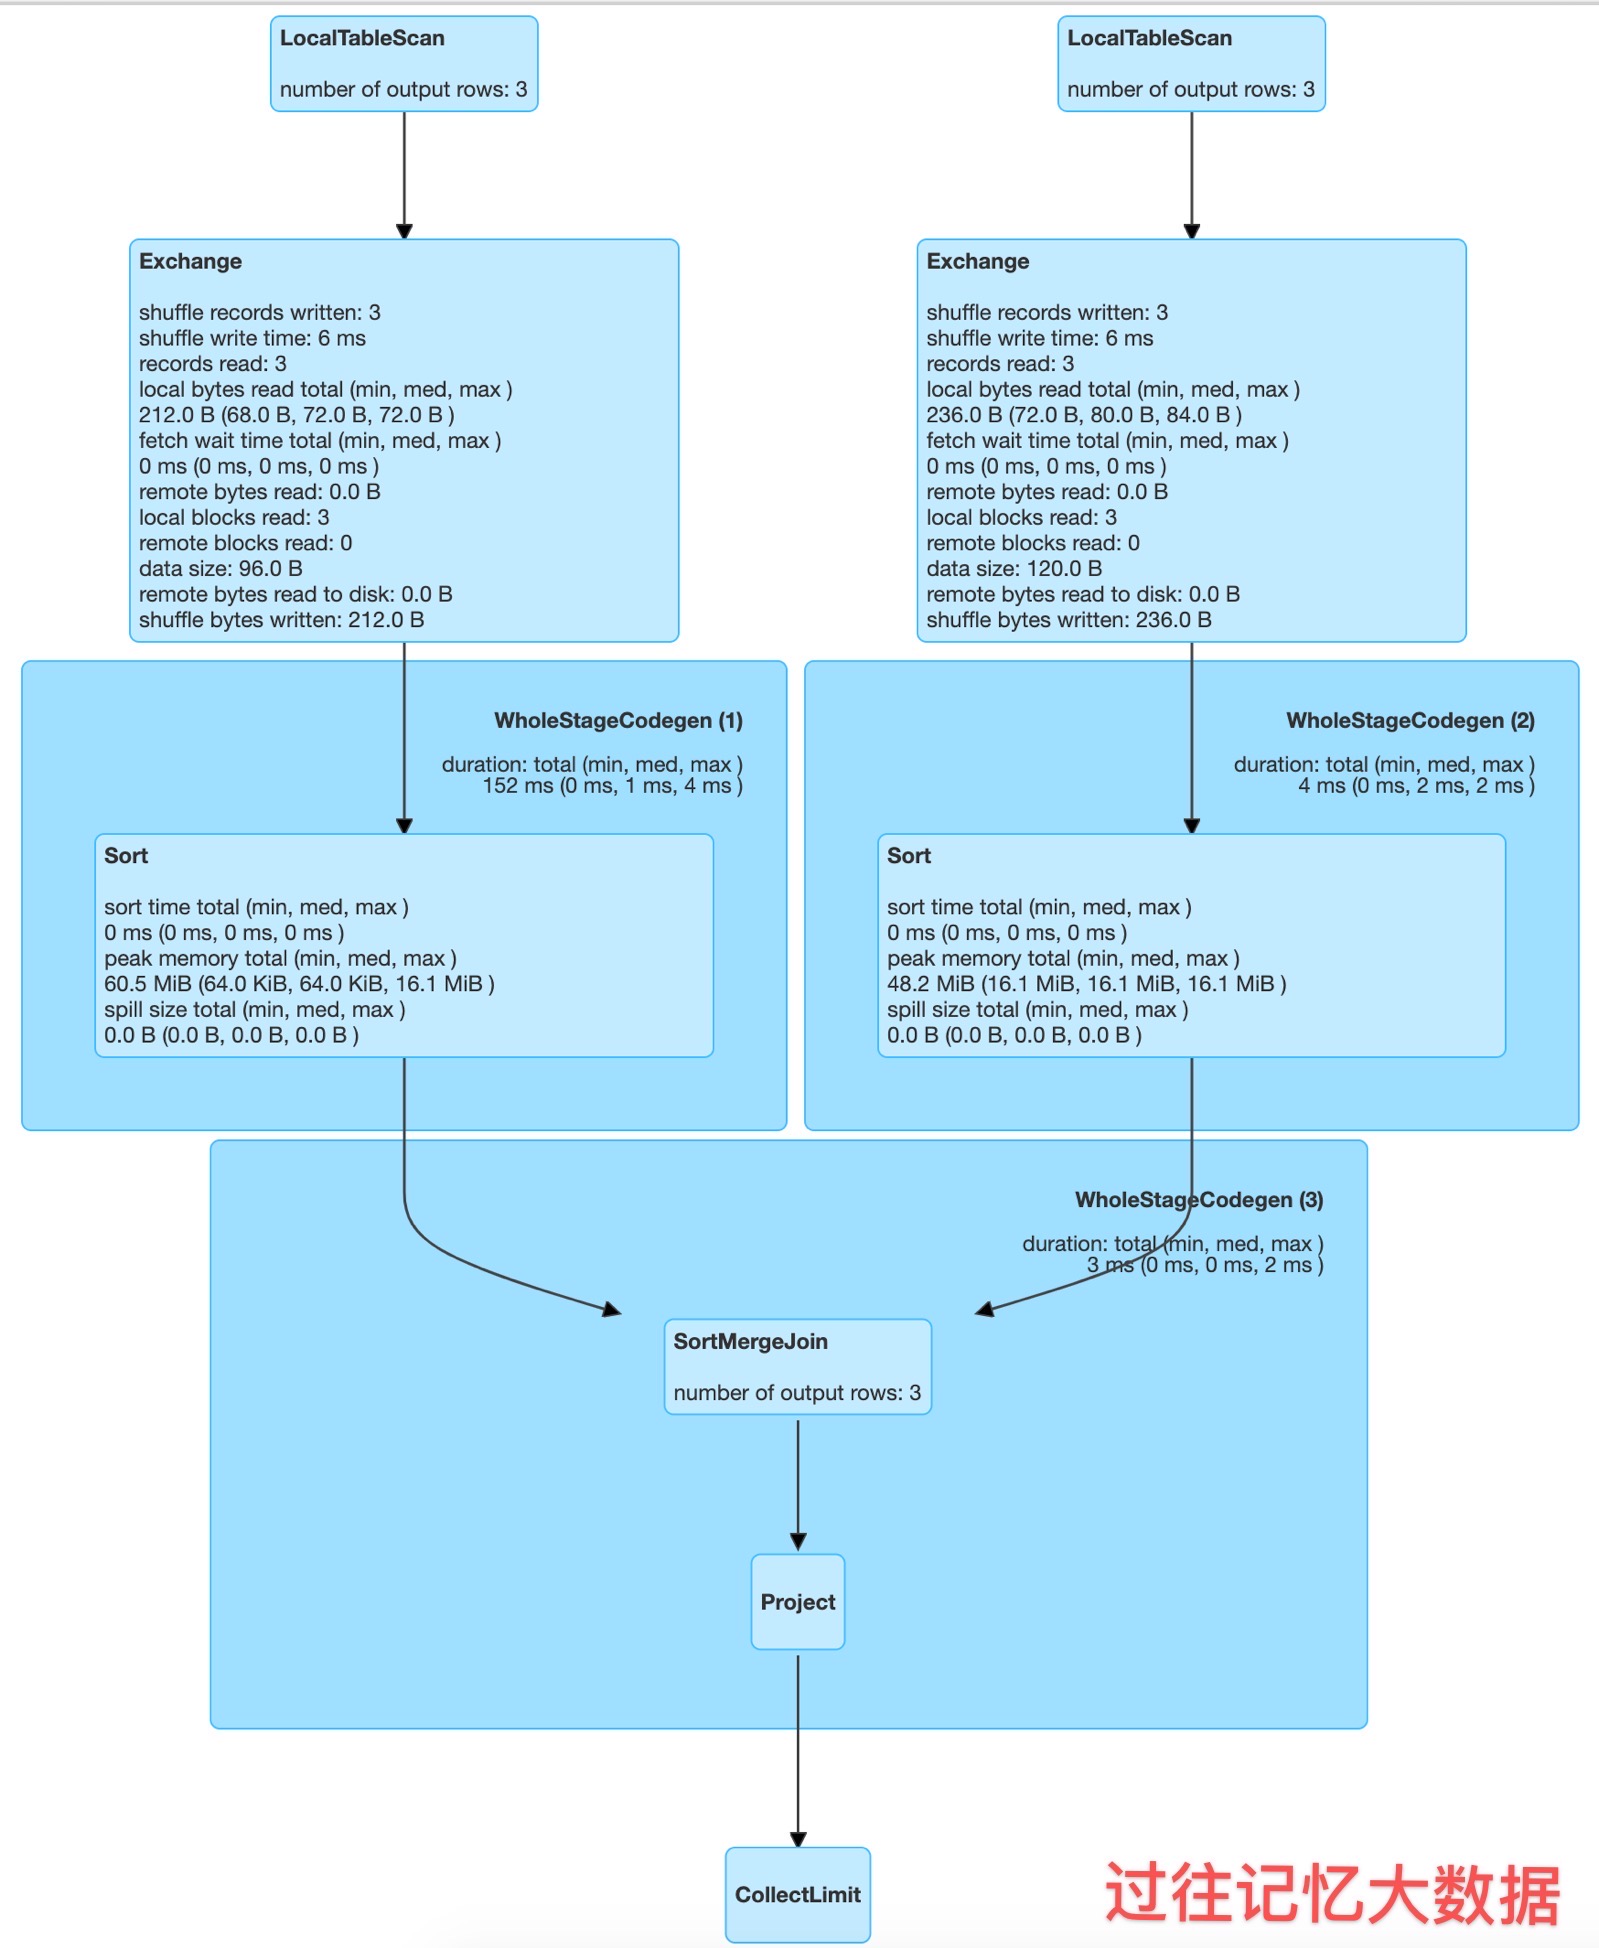 LocalTableScan
number of output rows: 3
LocalTableScan
number of output rows: 3
Exchange
shuffle records written: 3
shuffle write time: 6 ms
records read: 3
local bytes read total (min, med, max )
212.0 B (68.0 B, 72.0 B, 72.0 B )
fetch wait time total (min, med, max )
0 ms (0 ms, 0 ms, 0 ms )
remote bytes read: 0.0 B
local blocks read: 3
remote blocks read: 0
data size: 96.0 B
remote bytes read to disk: 0.0 B
shuffle bytes written: 212.0 B
Exchange
shuffle records written: 3
shuffle write time: 6 ms
records read: 3
local bytes read total (min, med, max )
236.0 B (72.0 B, 80.0 B, 84.0 B )
fetch wait time total (min, med, max )
0 ms (0 ms, 0 ms, 0 ms )
remote bytes read: 0.0 B
local blocks read: 3
remote blocks read: 0
data size: 120.0 B
remote bytes read to disk: 0.0 B
shuffle bytes written: 236.0 B
WholeStageCodegen (1)
duration: total (min, med, max )
152 ms (0 ms, 1 ms, 4 ms )
Sort
sort time total (min, med, max )
0 ms (0 ms, 0 ms, 0 ms )
peak memory total (min, med, max )
60.5 MiB (64.0 KiB, 64.0 KiB, 16.1 MiB )
spill size total (min, med, max )
0.0 B (0.0 B, 0.0 B, 0.0 B )
WholeStageCodegen (2)
duration: total (min, med, max )
4 ms (0 ms, 2 ms, 2 ms )
Sort
sort time total (min, med, max )
0 ms (0 ms, 0 ms, 0 ms )
peak memory total (min, med, max )
48.2 MiB (16.1 MiB, 16.1 MiB, 16.1 MiB )
spill size total (min, med, max )
0.0 B (0.0 B, 0.0 B, 0.0 B )
WholeStageCodegen (3)
duration: total (min, med, max )
3 ms (0 ms, 0 ms, 2 ms )
SortMergeJoin
number of output rows: 3
Project
CollectLimit
过往记忆大数据